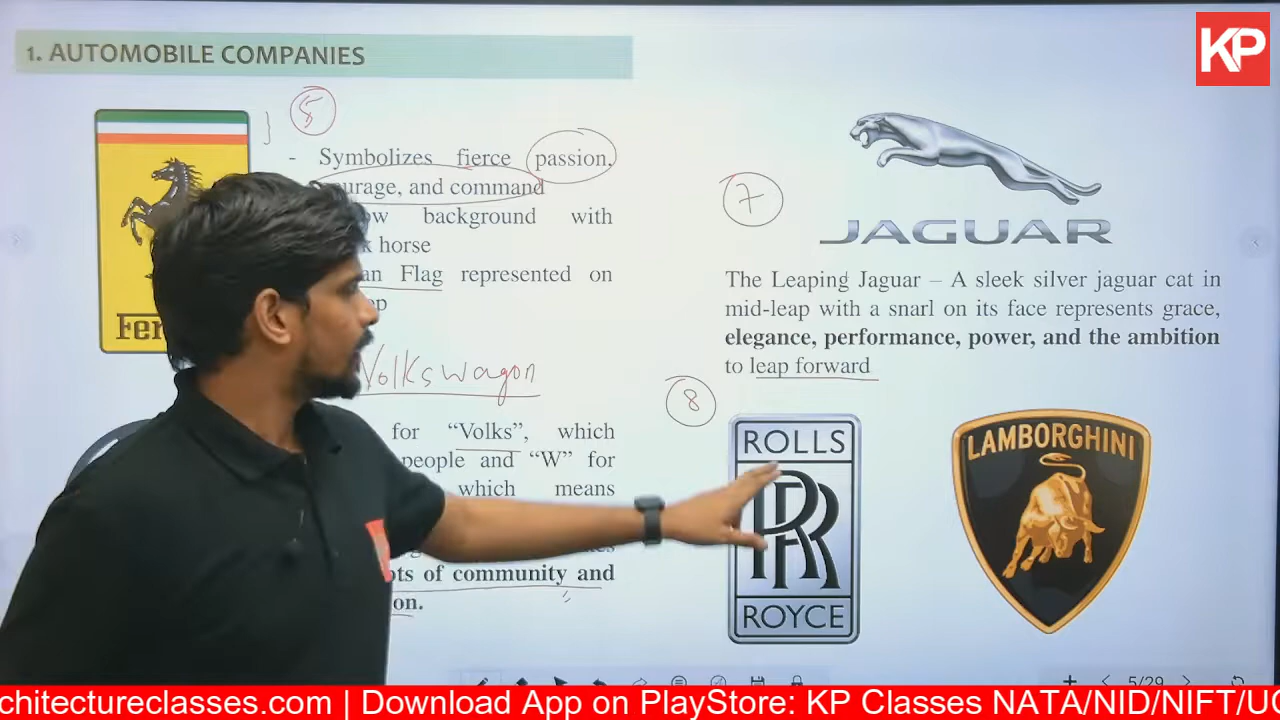 KP
1. AUTOMOBILE COMPANIES
5
- Symbolizes fierce passion,
and command
background with
horse
Flag represented on
Volkswagon
for “Volks”, which
people and “W” for
which means
of community and
7
JAGUAR
The Leaping Jaguar – A sleek silver jaguar cat in
mid-leap with a snarl on its face represents grace,
elegance, performance, power, and the ambition
to leap forward
8
ROLLS
RR
ROYCE
LAMBORGHINI
5/29
chitectureclasses.com | Download App on PlayStore: KP Classes NATA/NID/NIFT/UC